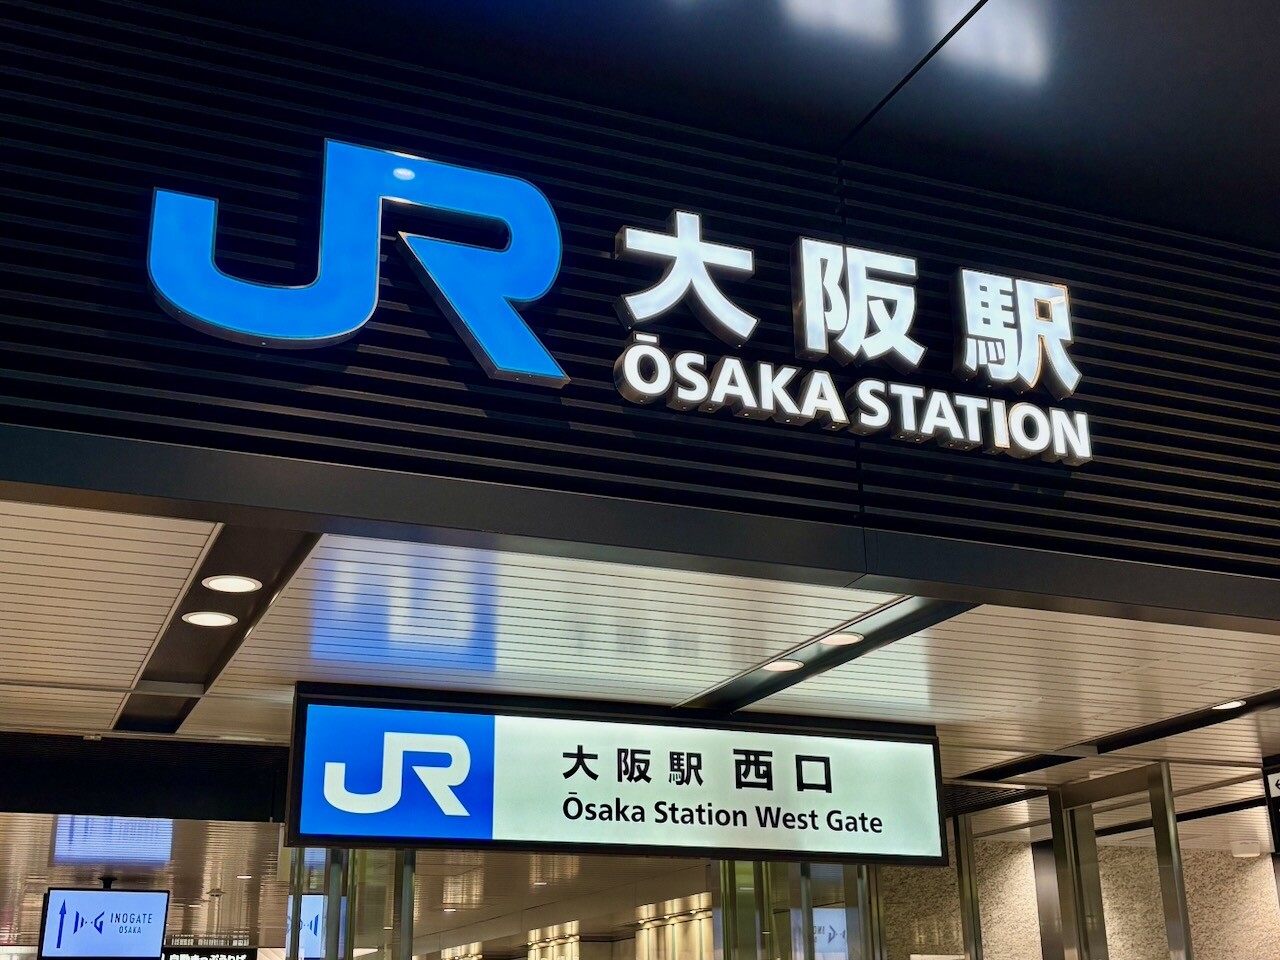 JR
大阪駅
ŌSAKA STATION
JR
大阪駅 西口
Ōsaka Station West Gate
INOGATE
OSAKA